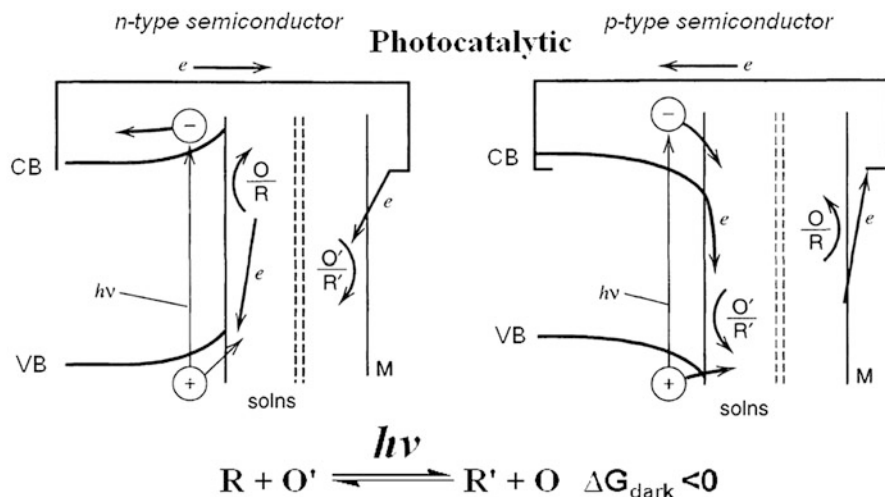 n-type semiconductor
Photocatalytic
p-type semiconductor
e
−
CB
O
R
e
O'
R'
e
hν
VB
+
M
solns
e
−
CB
e
O
R
e
hν
O'
R'
VB
+
M
solns
hν
R + O' ⇌ R' + O ΔG_dark <0